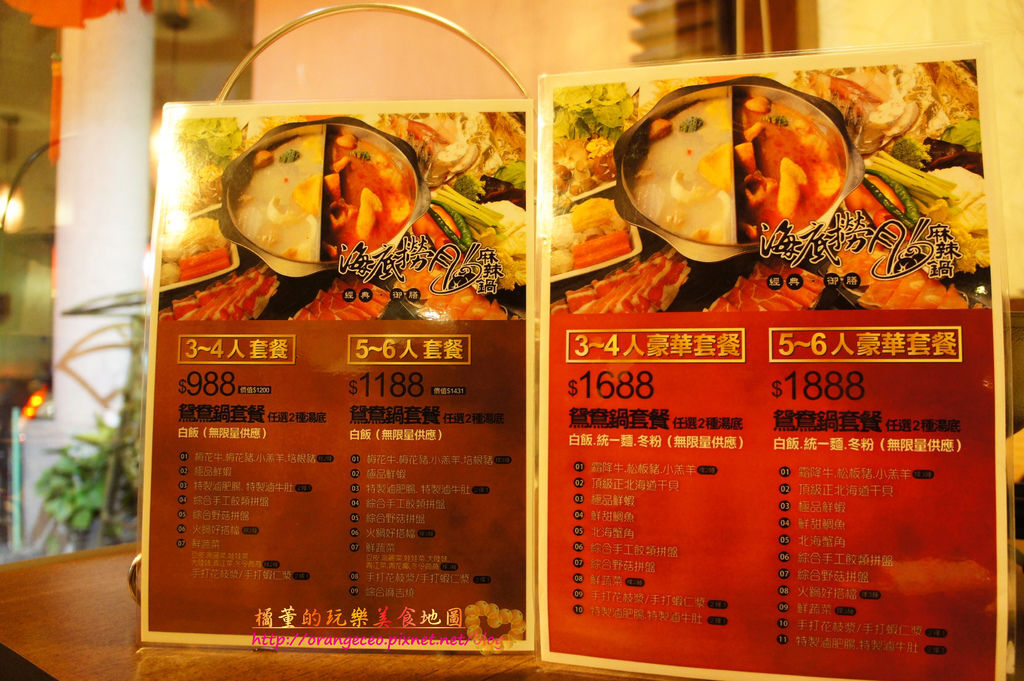 海底撈月
麻辣鍋
經典·御膳
3~4人套餐
$988 價值$1200
鴛鴦鍋套餐 任選2種湯底
白飯(無限量供應)
01 梅花牛.梅花豬.小羔羊.培根豬
02 極品鮮蝦
03 特製滷肥腸.特製滷牛肚
04 綜合手工餃類拼盤
05 綜合野菇拼盤
06 火鍋好搭檔
07 鮮蔬菜
手打花枝漿/手打蝦仁漿
5~6人套餐
$1188 價值$1431
鴛鴦鍋套餐 任選2種湯底
白飯(無限量供應)
01 梅花牛.梅花豬.小羔羊.培根豬
02 極品鮮蝦
03 特製滷肥腸.特製滷牛肚
04 綜合手工餃類拼盤
05 綜合野菇拼盤
06 火鍋好搭檔
07 鮮蔬菜
08 手打花枝漿/手打蝦仁漿
09 綜合麻吉燒
海底撈月
麻辣鍋
經典·御膳
3~4人豪華套餐
$1688
鴛鴦鍋套餐 任選2種湯底
白飯.統一麵.冬粉(無限量供應)
01 霜降牛.松板豬.小羔羊
02 頂級正北海道干貝
03 極品鮮蝦
04 鮮甜鯛魚
05 北海蟹角
06 綜合手工餃類拼盤
07 綜合野菇拼盤
08 鮮蔬菜
09 手打花枝漿/手打蝦仁漿
10 特製滷肥腸.特製滷牛肚
5~6人豪華套餐
$1888
鴛鴦鍋套餐 任選2種湯底
白飯.統一麵.冬粉(無限量供應)
01 霜降牛.松板豬.小羔羊
02 頂級正北海道干貝
03 極品鮮蝦
04 鮮甜鯛魚
05 北海蟹角
06 綜合手工餃類拼盤
07 綜合野菇拼盤
08 火鍋好搭檔
09 鮮蔬菜
10 手打花枝漿/手打蝦仁漿
11 特製滷肥腸.特製滷牛肚
橘董的玩樂美食地圖
http://orangeceo.pixnet.net/blog